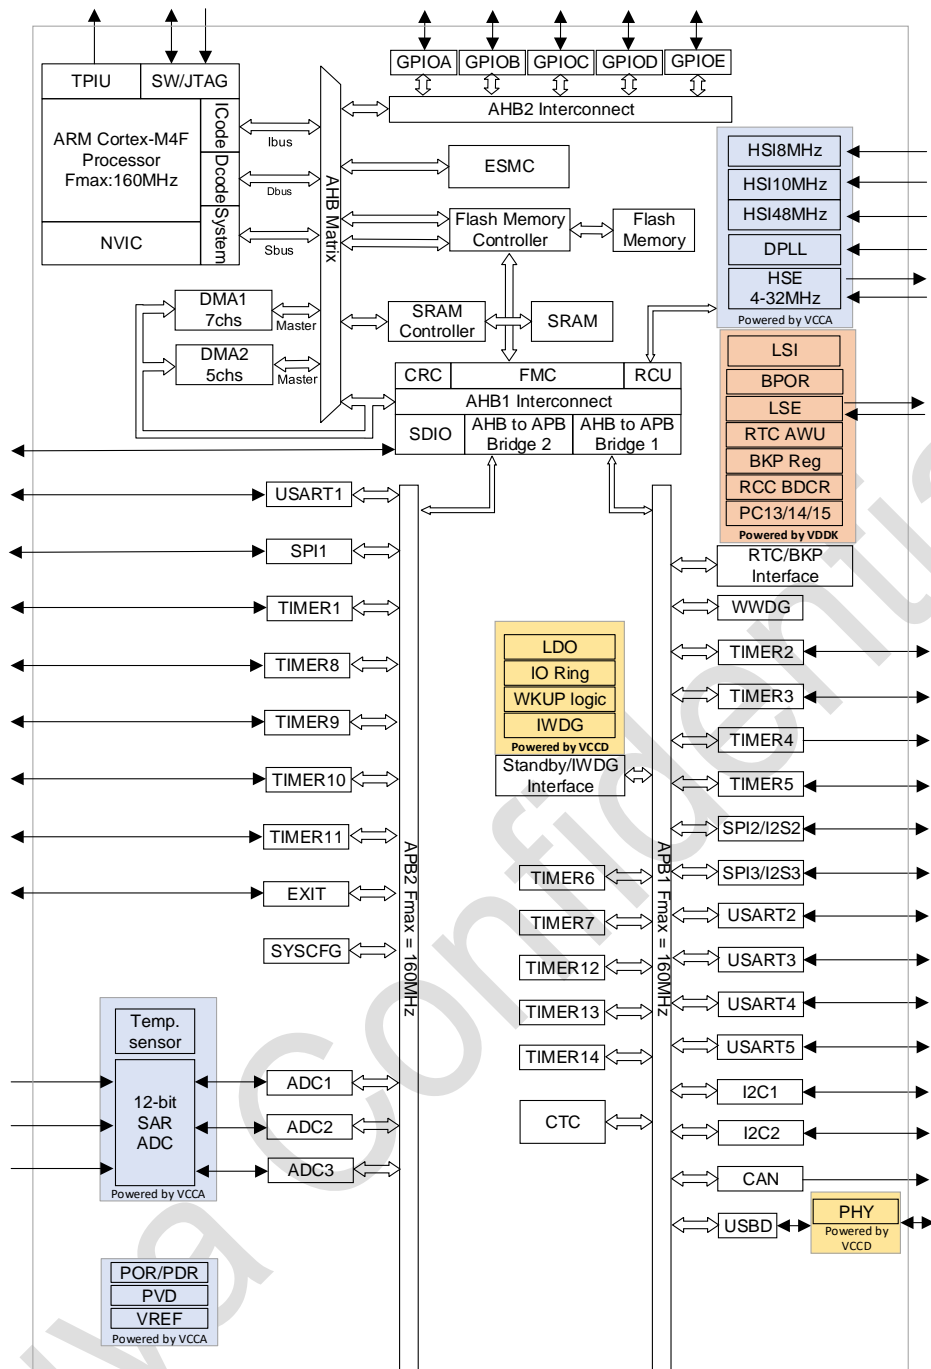 GPIOA
GPIOB
GPIOC
GPIOD
GPIOE
AHB2 Interconnect
TPIU
SW/JTAG
ARM Cortex-M4F
Processor
Fmax:160MHz
NVIC
ICode
Dcode
System
Ibus
Dbus
Sbus
AHB Matrix
ESMC
Flash Memory
Controller
Flash
Memory
DMA1
7chs
Master
DMA2
5chs
Master
SRAM
Controller
SRAM
CRC
FMC
RCU
AHB1 Interconnect
SDIO
AHB to APB
Bridge 2
AHB to APB
Bridge 1
HSI8MHz
HSI10MHz
HSI48MHz
DPLL
HSE
4-32MHz
Powered by VCCA
LSI
BPOR
LSE
RTC AWU
BKP Reg
RCC BDCR
PC13/14/15
Powered by VDDK
USART1
SPI1
TIMER1
TIMER8
TIMER9
TIMER10
TIMER11
EXIT
SYSCFG
ADC1
ADC2
ADC3
APB2 Fmax = 160MHz
Temp.
sensor
12-bit
SAR
ADC
Powered by VCCA
POR/PDR
PVD
VREF
Powered by VCCA
LDO
IO Ring
WKUP logic
IWDG
Powered by VCCD
Standby/IWDG
Interface
TIMER6
TIMER7
TIMER12
TIMER13
TIMER14
CTC
APB1 Fmax = 160MHz
RTC/BKP
Interface
WWDG
TIMER2
TIMER3
TIMER4
TIMER5
SPI2/I2S2
SPI3/I2S3
USART2
USART3
USART4
USART5
I2C1
I2C2
CAN
USBD
PHY
Powered by
VCCD